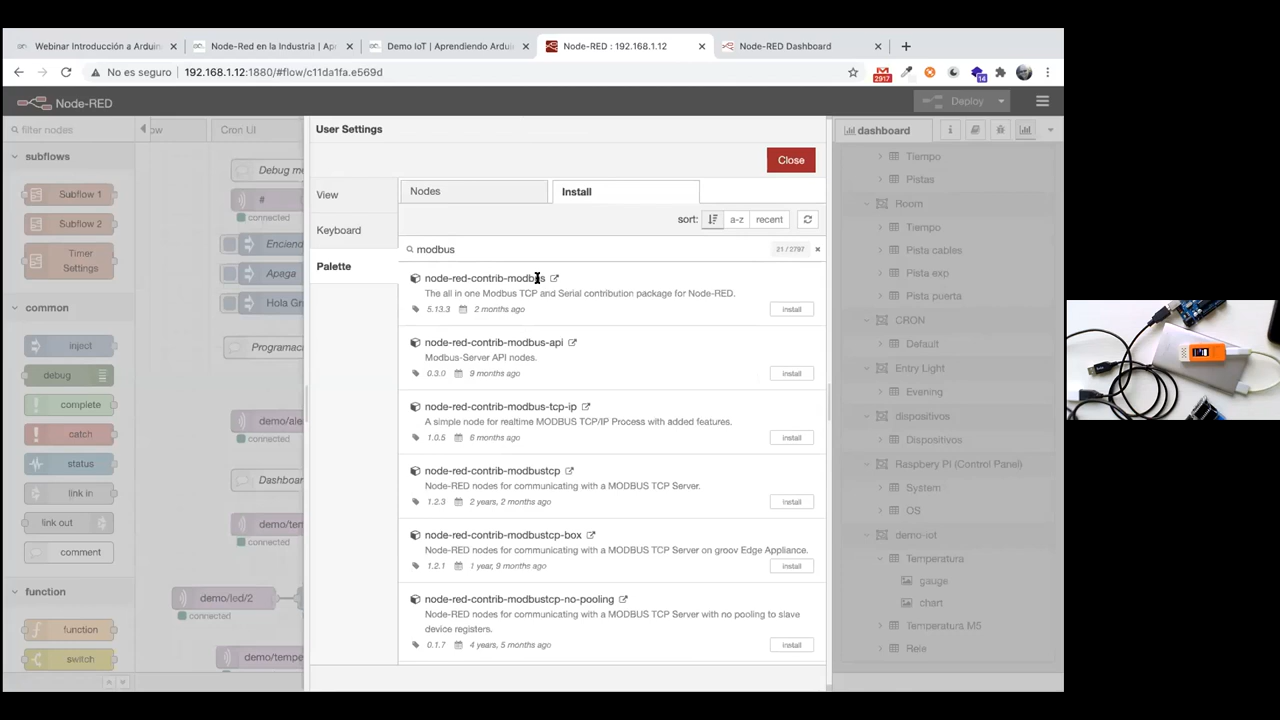 Webinar Introducción a Arduin
Node-Red en la Industria | Apr
Demo IoT | Aprendiendo Arduin
Node-RED : 192.168.1.12
Node-RED Dashboard
No es seguro
192.168.1.12:1880/#flow/c11da1fa.e569d
2917
14
Node-RED
Deploy
filter nodes
subflows
Subflow 1
Subflow 2
Timer
Settings
common
inject
debug
complete
catch
status
link in
link out
comment
function
function
switch
ow
Cron UI
Debug me
#
connected
Enciend
Apaga
Hola Gr
Programac
demo/ale
connected
Dashboar
demo/ten
connected
demo/led/2
connected
demo/tempe
User Settings
Close
View
Keyboard
Palette
Nodes
Install
sort:
a-z
recent
modbus
21 / 2797
node-red-contrib-modbus
The all in one Modbus TCP and Serial contribution package for Node-RED.
5.13.3
2 months ago
install
node-red-contrib-modbus-api
Modbus-Server API nodes.
0.3.0
9 months ago
install
node-red-contrib-modbus-tcp-ip
A simple node for realtime MODBUS TCP/IP Process with added features.
1.0.5
6 months ago
install
node-red-contrib-modbustcp
Node-RED nodes for communicating with a MODBUS TCP Server.
1.2.3
2 years, 2 months ago
install
node-red-contrib-modbustcp-box
Node-RED nodes for communicating with a MODBUS TCP Server on groov Edge Appliance.
1.2.1
1 year, 9 months ago
install
node-red-contrib-modbustcp-no-pooling
Node-RED nodes for communicating with a MODBUS TCP Server with no pooling to slave
device registers.
0.1.7
4 years, 5 months ago
install
dashboard
Tiempo
Pistas
Room
Tiempo
Pista cables
Pista exp
Pista puerta
CRON
Default
Entry Light
Evening
dispositivos
Dispositivos
Raspbery PI (Control Panel)
System
OS
demo-iot
Temperatura
gauge
chart
Temperatura M5
Rele